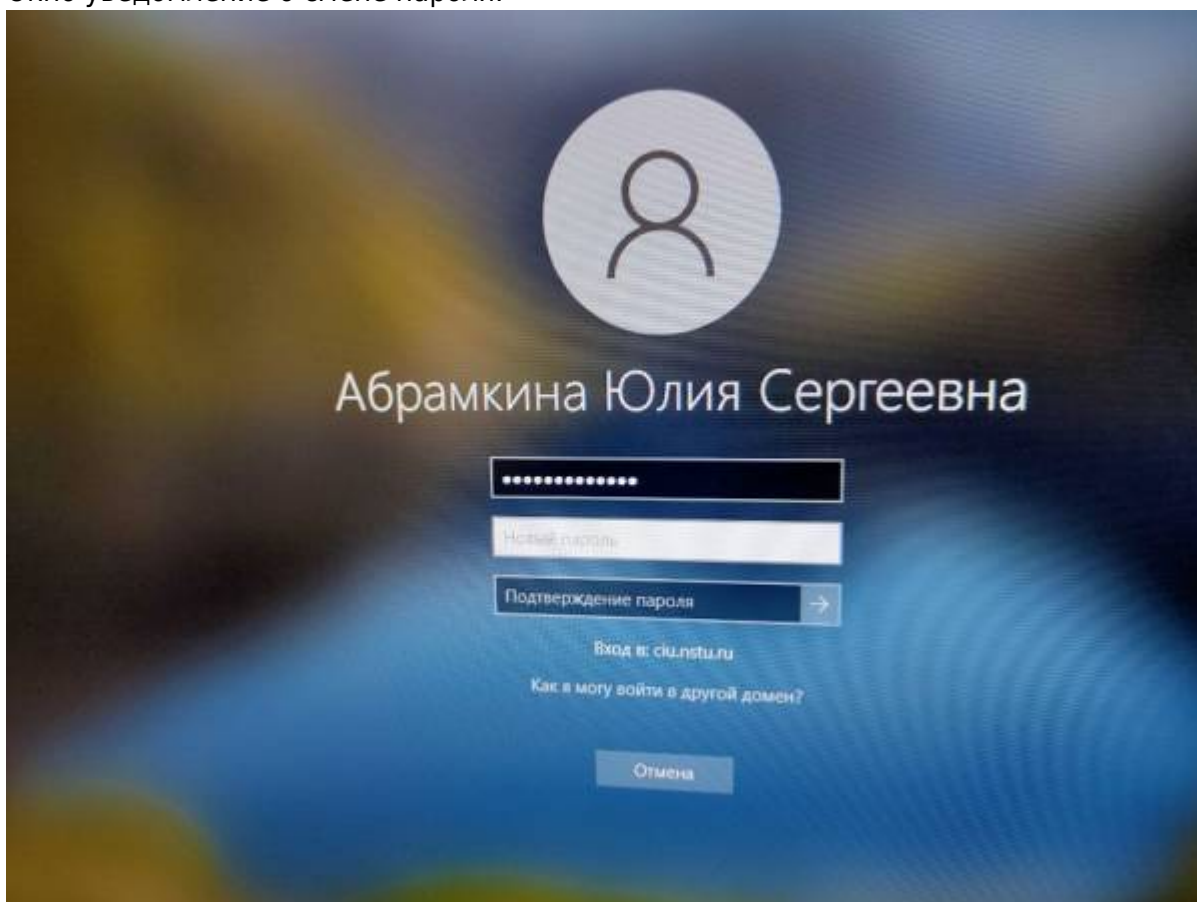 Абрамкина Юлия Сергеевна
Новый пароль
Подтверждение пароля
Вход в: ciu.nstu.ru
Как я могу войти в другой домен?
Отмена